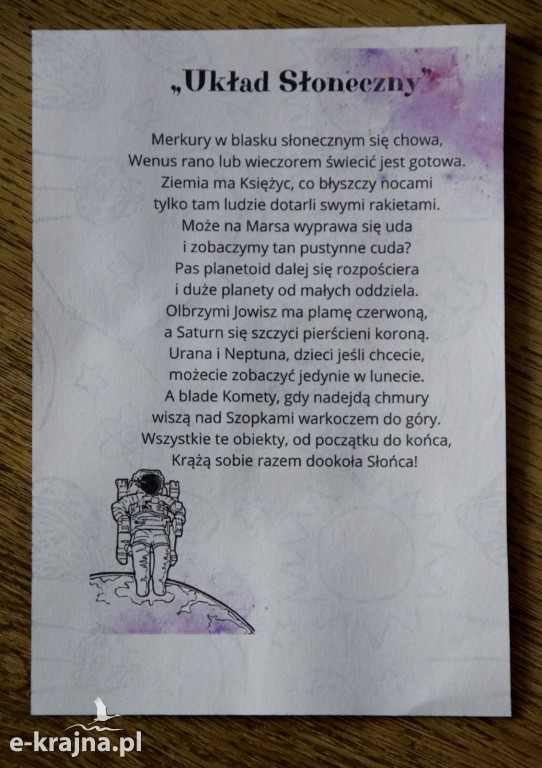 „Układ Słoneczny”
Merkury w blasku słonecznym się chowa,
Wenus rano lub wieczorem świecić jest gotowa.
Ziemia ma Księżyc, co błyszczy nocami
tylko tam ludzie dotarli swymi rakietami.
Może na Marsa wyprawa się uda
i zobaczymy tan pustynne cuda?
Pas planetoid dalej się rozpościera
i duże planety od małych oddziela.
Olbrzymi Jowisz ma plamę czerwoną,
a Saturn się szczyci pierścieni koroną.
Urana i Neptuna, dzieci jeśli chcecie,
możecie zobaczyć jedynie w lunecie.
A blade Komety, gdy nadejdą chmury
wiszą nad Szopkami warkoczem do góry.
Wszystkie te obiekty, od początku do końca,
Krążą sobie razem dookoła Słońca!
e-krajna.pl